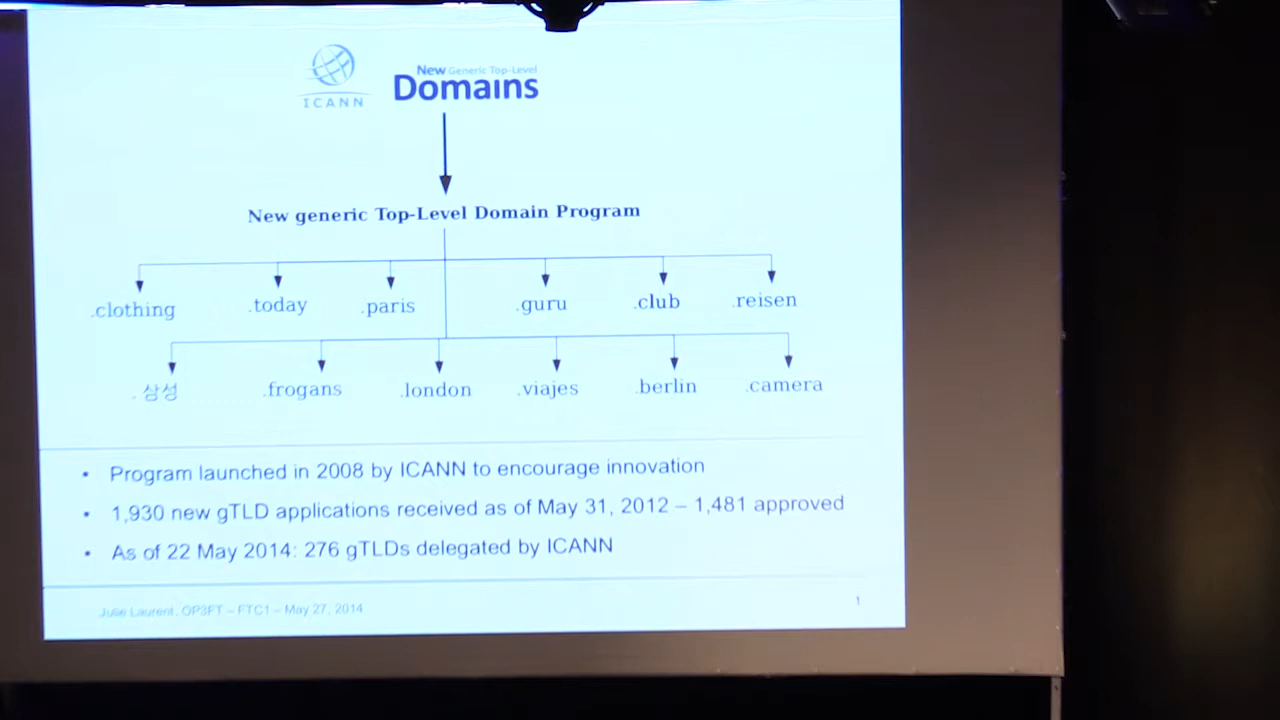 New Generic Top-Level
ICANN Domains
New generic Top-Level Domain Program
.clothing .today .paris .guru .club .reisen
.삼성 .frogans .london .viajes .berlin .camera
• Program launched in 2008 by ICANN to encourage innovation
• 1,930 new gTLD applications received as of May 31, 2012 – 1,481 approved
• As of 22 May 2014: 276 gTLDs delegated by ICANN
Julie Laurent, OP3FT – FTC1 – May 27, 2014 1